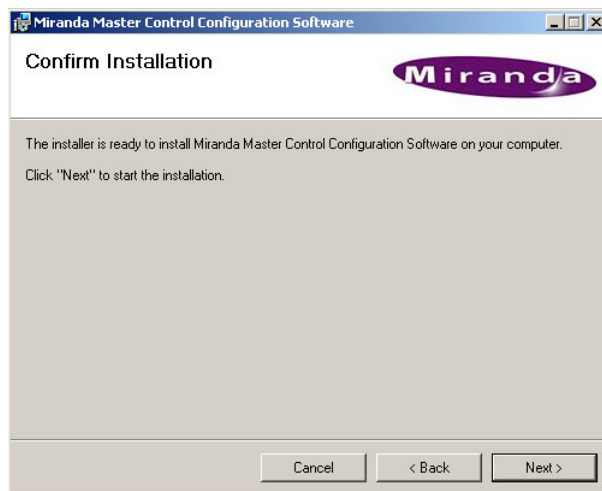 Miranda Master Control Configuration Software
Confirm Installation
Miranda
The installer is ready to install Miranda Master Control Configuration Software on your computer.
Click "Next" to start the installation.
Cancel
< Back
Next >